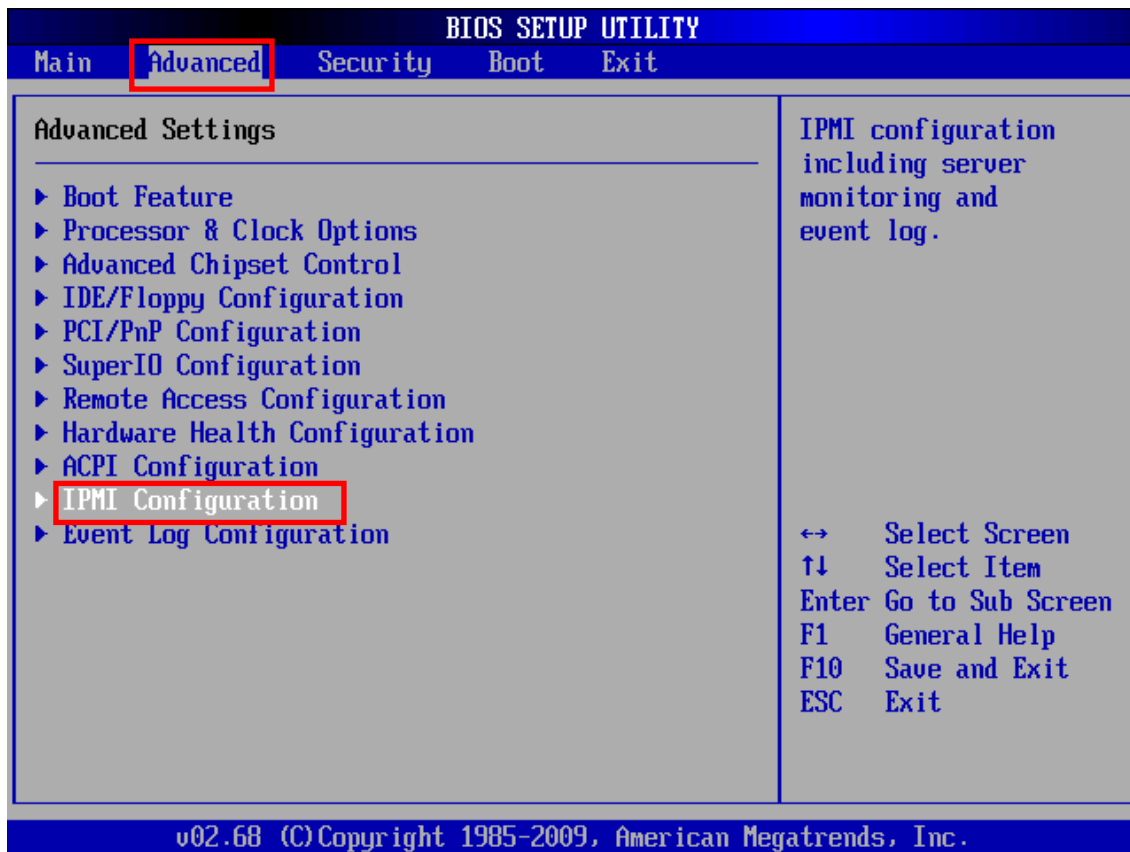 BIOS SETUP UTILITY
Main Advanced Security Boot Exit
Advanced Settings
Boot Feature
Processor & Clock Options
Advanced Chipset Control
IDE/Floppy Configuration
PCI/PnP Configuration
SuperIO Configuration
Remote Access Configuration
Hardware Health Configuration
ACPI Configuration
IPMI Configuration
Event Log Configuration
IPMI configuration
including server
monitoring and
event log.
↔ Select Screen
↑↓ Select Item
Enter Go to Sub Screen
F1 General Help
F10 Save and Exit
ESC Exit
v02.68 (C)Copyright 1985-2009, American Megatrends, Inc.